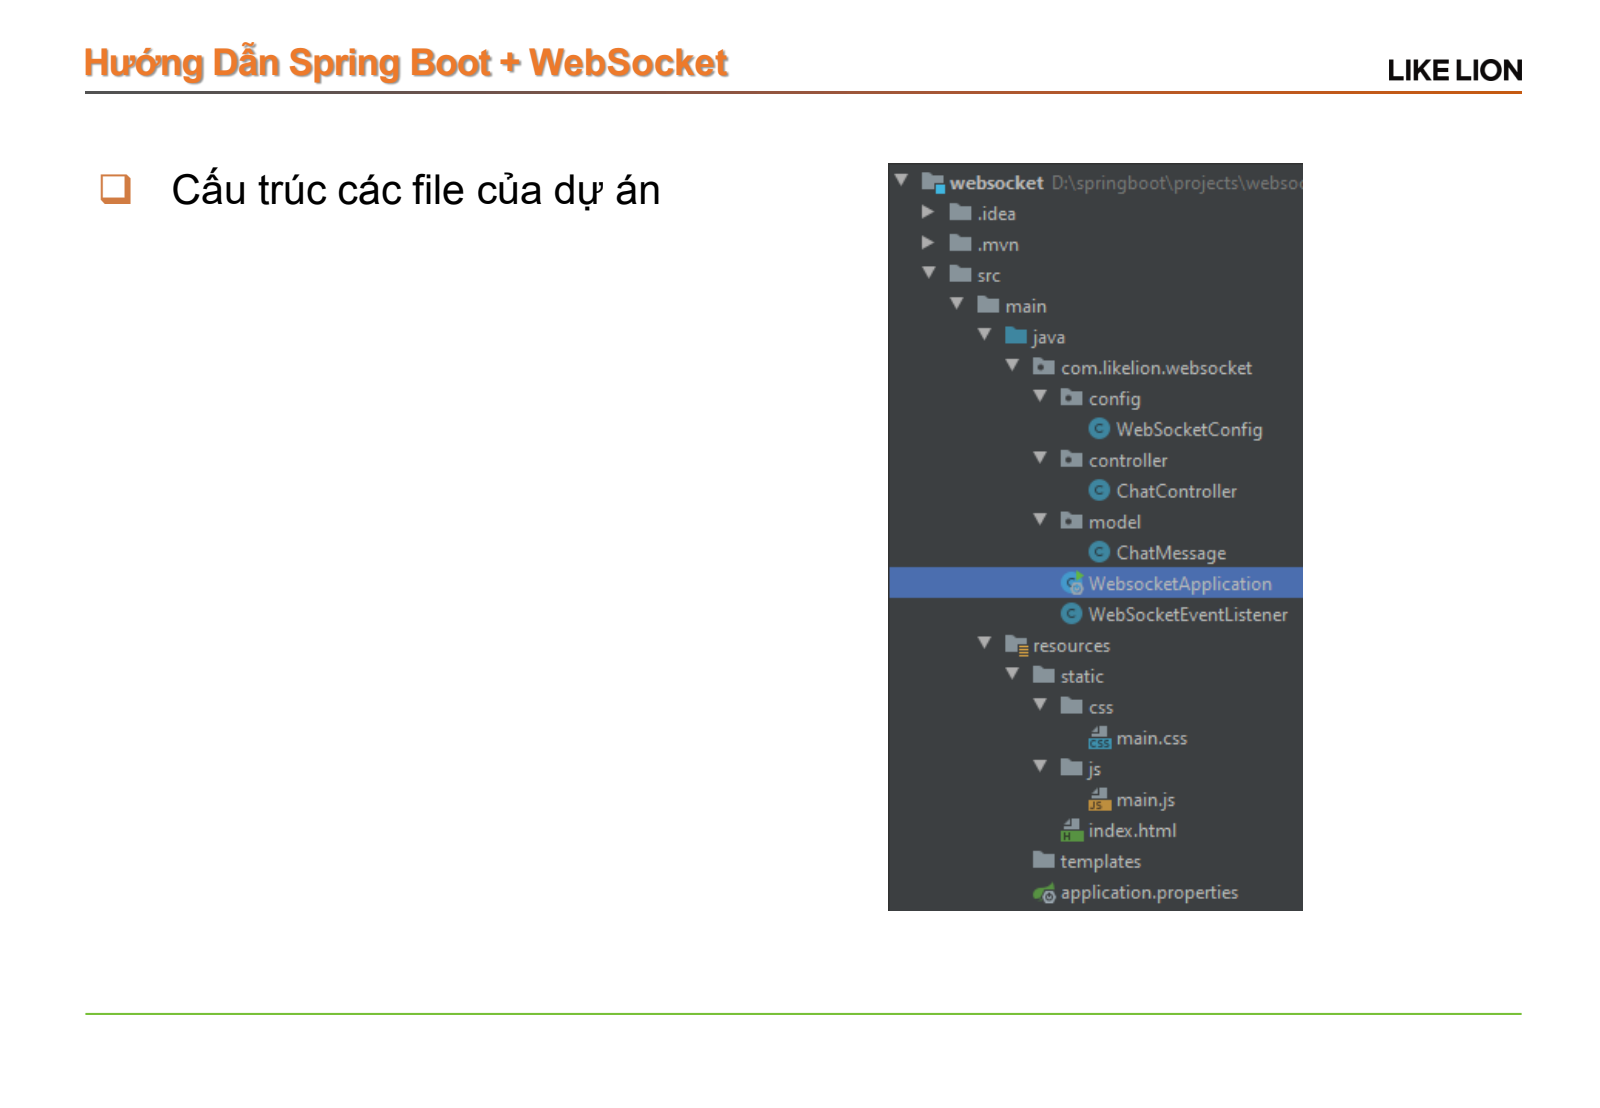 Hướng Dẫn Spring Boot + WebSocket
LIKE LION
Cấu trúc các file của dự án
websocket D:\springboot\projects\websoc
.idea
.mvn
src
main
java
com.likelion.websocket
config
WebSocketConfig
controller
ChatController
model
ChatMessage
WebsocketApplication
WebSocketEventListener
resources
static
css
main.css
js
main.js
index.html
templates
application.properties